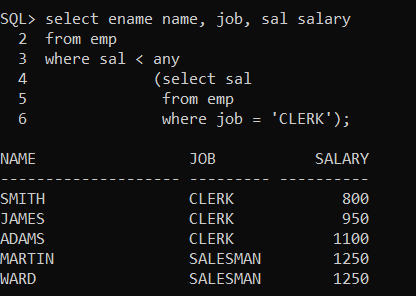 SQL> select ename name, job, sal salary
  2  from emp
  3  where sal < any
  4             (select sal
  5              from emp
  6              where job = 'CLERK');
NAME                 JOB           SALARY
-------------------- --------- ----------
SMITH                CLERK            800
JAMES                CLERK            950
ADAMS                CLERK           1100
MARTIN               SALESMAN        1250
WARD                 SALESMAN        1250